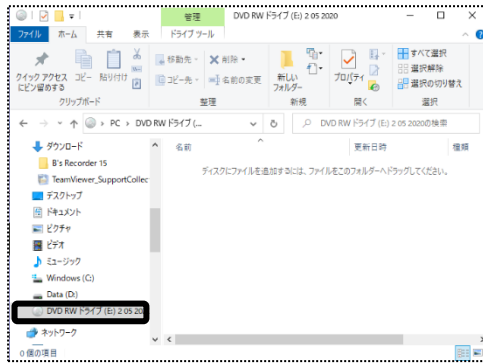 管理
DVD RW ドライブ (E:) 2 05 2020
ファイル ホーム 共有 表示 ドライブ ツール
クイック アクセスにピン留めする
コピー 貼り付け
移動先 削除
コピー先 名前の変更
新しいフォルダー
プロパティ
すべて選択
選択解除
選択の切り替え
クリップボード 整理 新規 開く 選択
PC › DVD RW ドライブ (...
DVD RW ドライブ (E:) 2 05 2020の検索
名前 更新日時 種類
ディスクにファイルを追加するには、ファイルをこのフォルダーへドラッグしてください。
ダウンロード
B's Recorder 15
TeamViewer_SupportCollec
デスクトップ
ドキュメント
ピクチャ
ビデオ
ミュージック
Windows (C:)
Data (D:)
DVD RW ドライブ (E:) 2 05 20
ネットワーク
0 個の項目